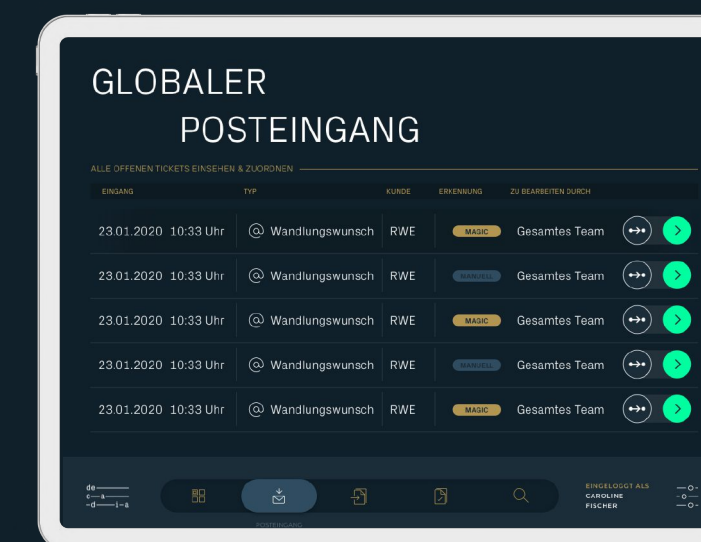 GLOBALER
POSTEINGANG
ALLE OFFENEN TICKETS EINSEHEN & ZUORDNEN
EINGANG TYP KUNDE ERKENNUNG ZU BEARBEITEN DURCH
23.01.2020 10:33 Uhr @ Wandlungswunsch RWE MAGIC Gesamtes Team
23.01.2020 10:33 Uhr @ Wandlungswunsch RWE MANUELL Gesamtes Team
23.01.2020 10:33 Uhr @ Wandlungswunsch RWE MAGIC Gesamtes Team
23.01.2020 10:33 Uhr @ Wandlungswunsch RWE MANUELL Gesamtes Team
23.01.2020 10:33 Uhr @ Wandlungswunsch RWE MAGIC Gesamtes Team
de
c—a
-d—i-a
POSTEINGANG
EINGELOGGT ALS
CAROLINE
FISCHER